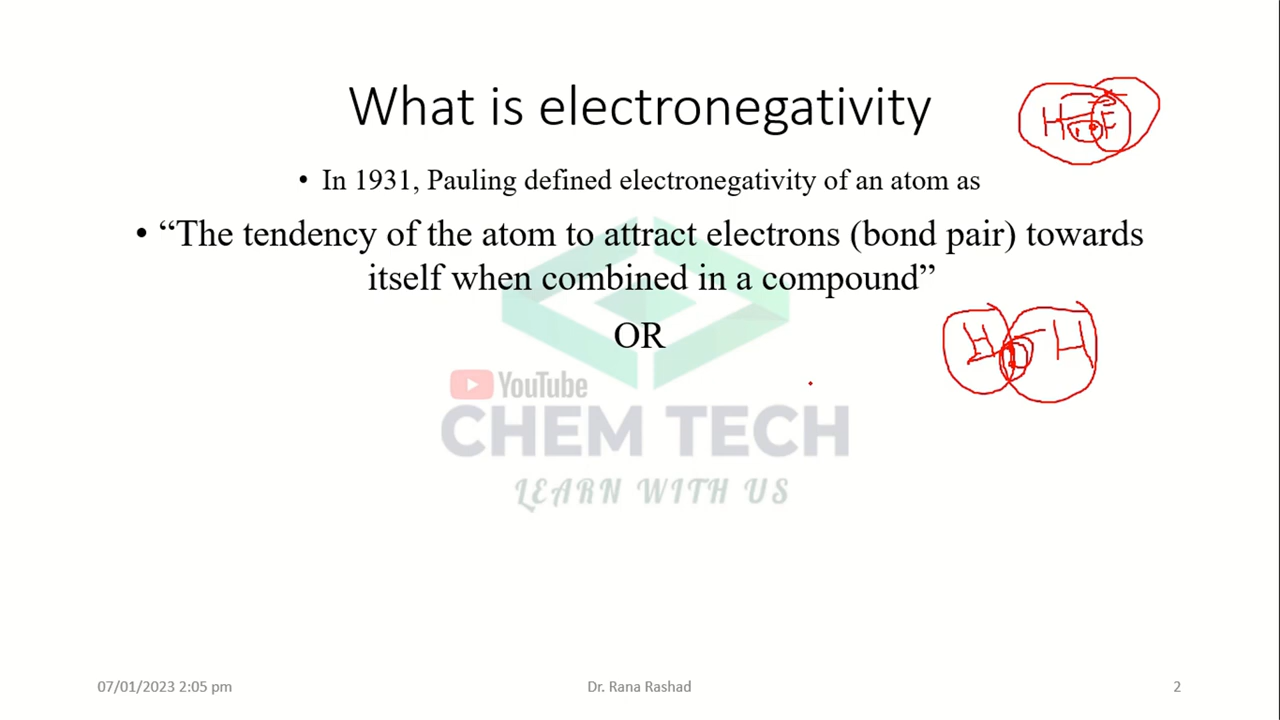 What is electronegativity
H F
• In 1931, Pauling defined electronegativity of an atom as
• “The tendency of the atom to attract electrons (bond pair) towards
itself when combined in a compound”
OR
H H
YouTube
CHEM TECH
LEARN WITH US
07/01/2023 2:05 pm
Dr. Rana Rashad
2